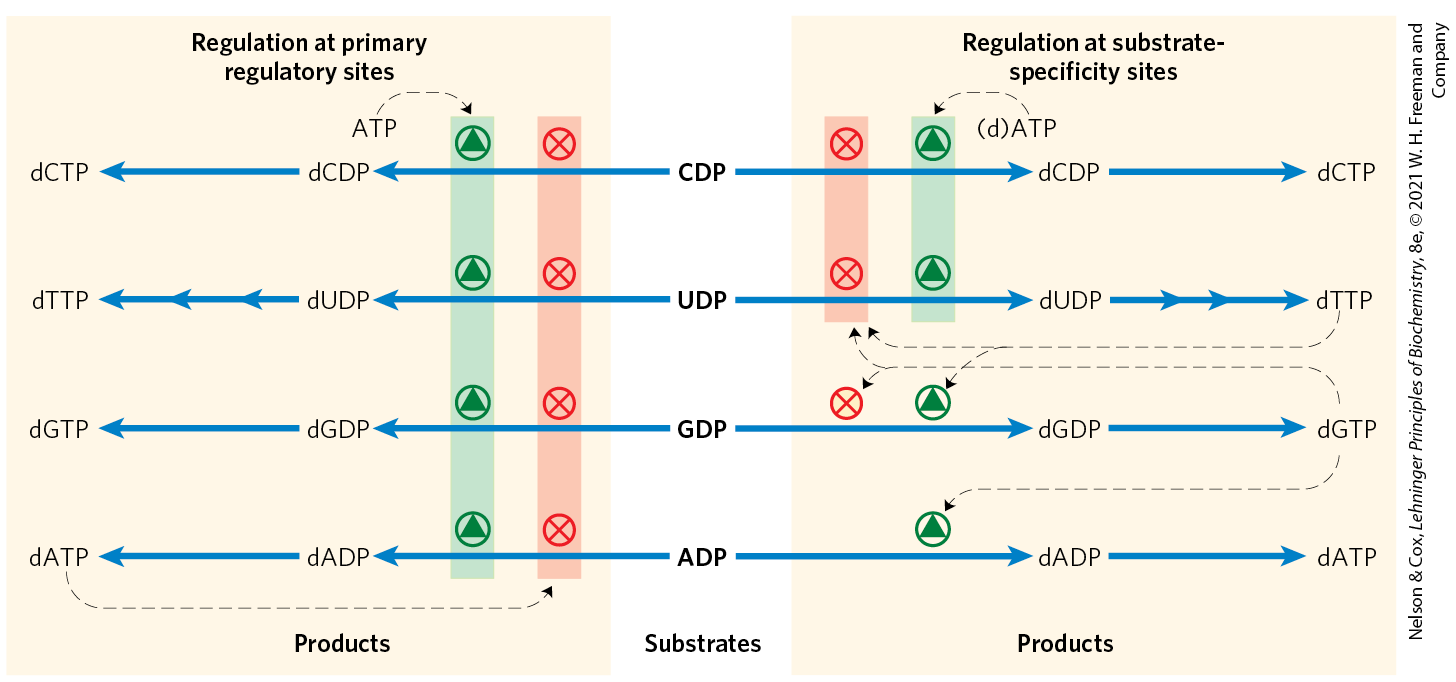 Regulation at primary
regulatory sites
Regulation at substrate-
specificity sites
ATP
(d)ATP
dCTP dCDP CDP dCDP dCTP
dTTP dUDP UDP dUDP dTTP
dGTP dGDP GDP dGDP dGTP
dATP dADP ADP dADP dATP
Products Substrates Products
Nelson & Cox, Lehninger Principles of Biochemistry, 8e, © 2021 W. H. Freeman and
Company